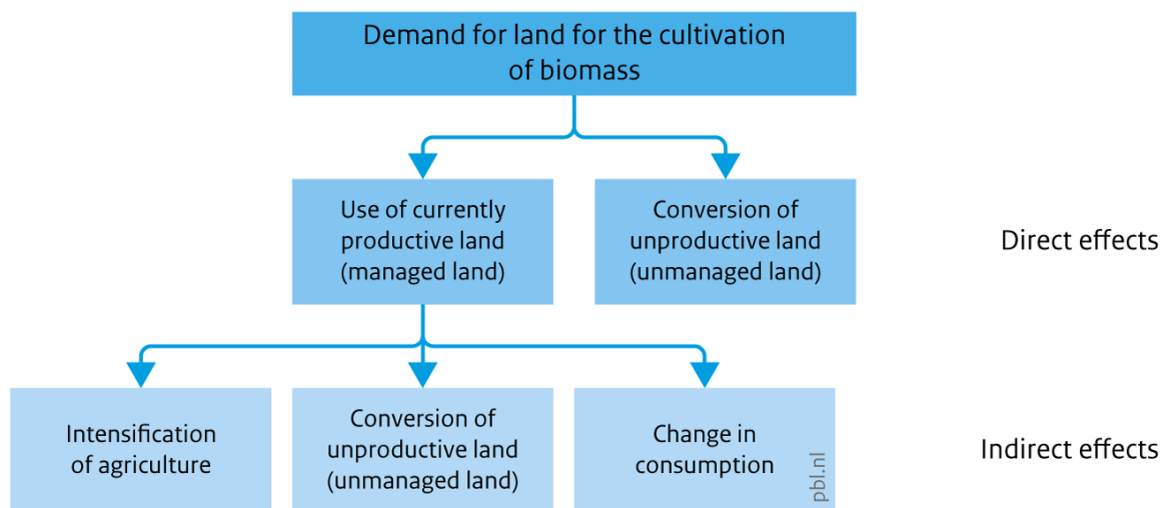 Demand for land for the cultivation
of biomass
Use of currently
productive land
(managed land)
Conversion of
unproductive land
(unmanaged land)
Direct effects
Intensification
of agriculture
Conversion of
unproductive land
(unmanaged land)
Change in
consumption
pbl.nl
Indirect effects